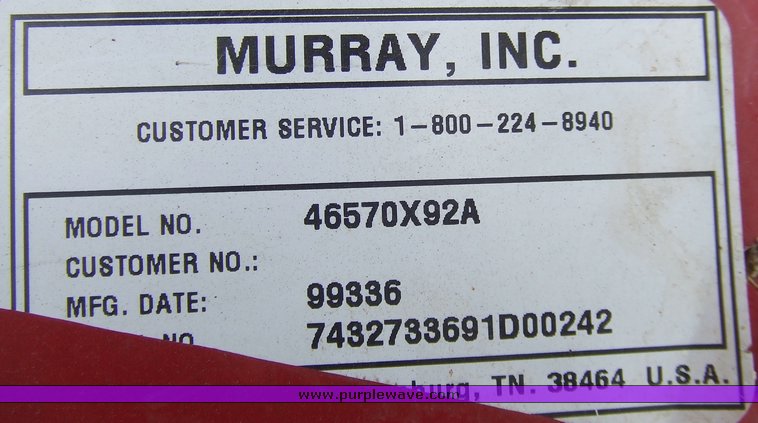 MURRAY, INC.
CUSTOMER SERVICE: 1-800-224-8940
MODEL NO. 46570X92A
CUSTOMER NO.:
MFG. DATE: 99336
NO 7432733691D00242
TN. 38464 U.S.A.
www.purplewave.com